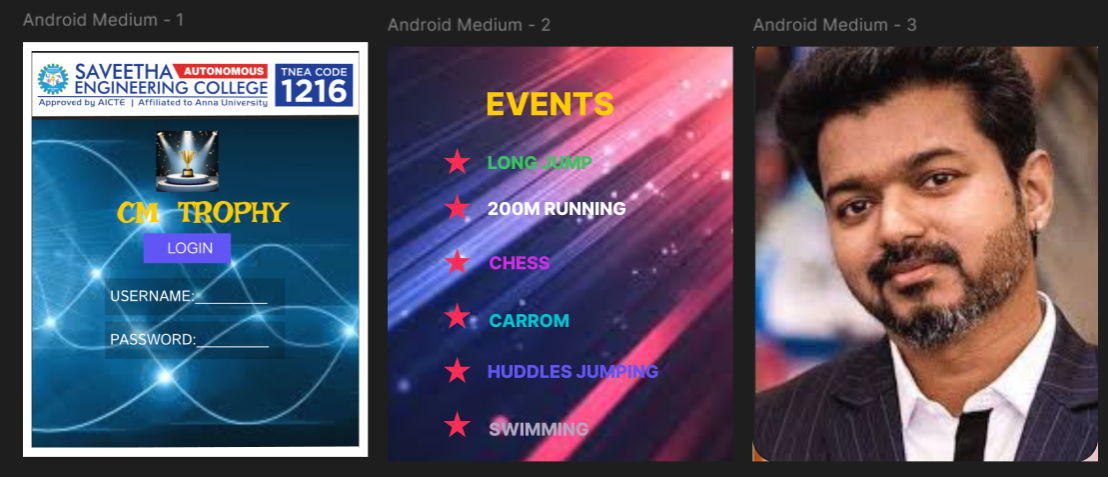 Android Medium - 1
SAVEETHA AUTONOMOUS
ENGINEERING COLLEGE
Approved by AICTE | Affiliated to Anna University
TNEA CODE
1216
CM TROPHY
LOGIN
USERNAME:_________
PASSWORD:_________
Android Medium - 2
EVENTS
LONG JUMP
200M RUNNING
CHESS
CARROM
HUDDLES JUMPING
SWIMMING
Android Medium - 3